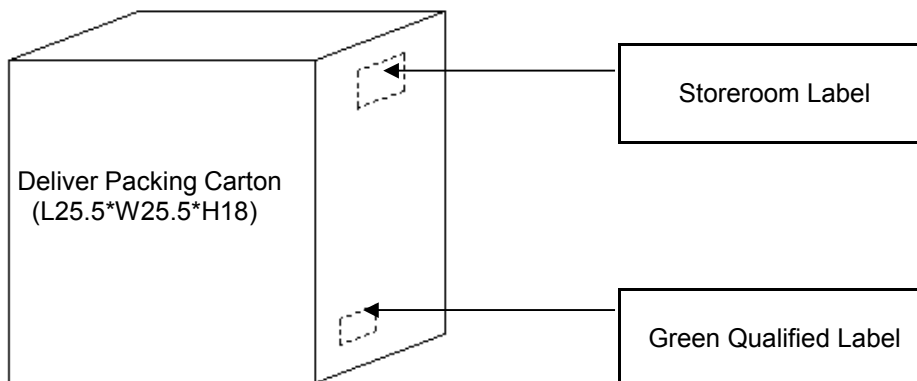 Storeroom Label
Deliver Packing Carton
(L25.5*W25.5*H18)
Green Qualified Label